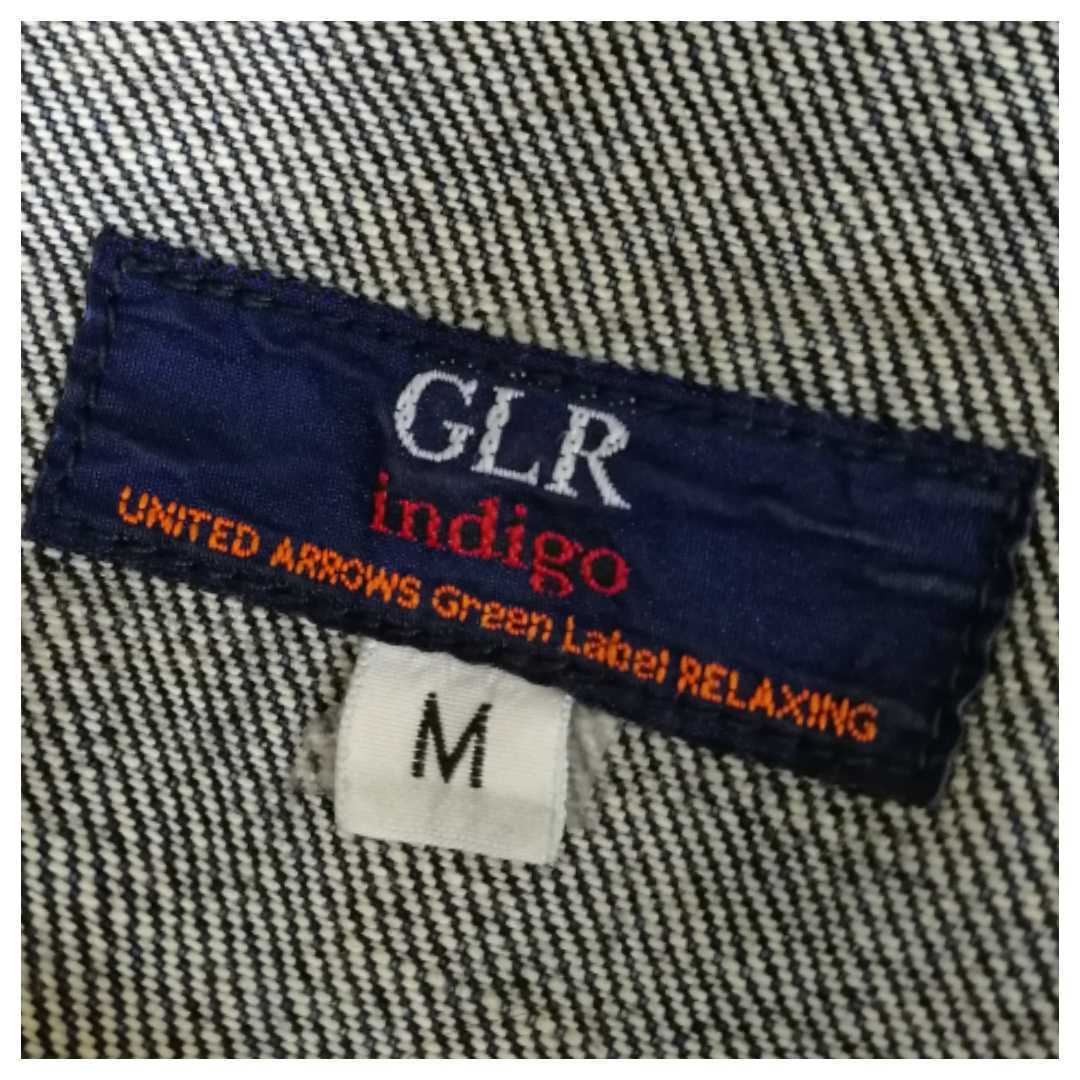 GLR
indigo
UNITED ARROWS Green Label RELAXING
M